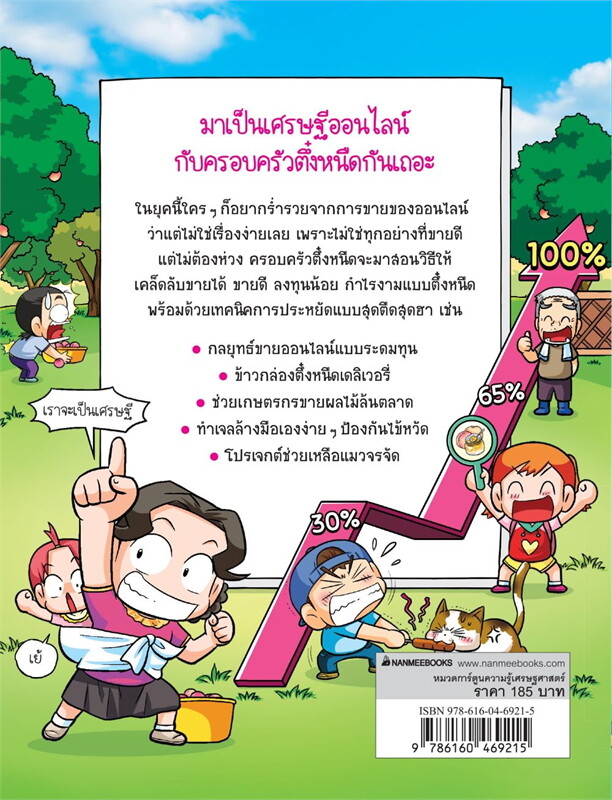 มาเป็นเศรษฐีออนไลน์
กับครอบครัวตึ๋งหนืดกันเถอะ
ในยุคนี้ใคร ๆ ก็อยากร่ำรวยจากการขายของออนไลน์
ว่าแต่ไม่ใช่เรื่องง่ายเลย เพราะไม่ใช่ทุกอย่างที่ขายดี
แต่ไม่ต้องห่วง ครอบครัวตึ๋งหนืดจะมาสอนวิธีให้
เคล็ดลับขายได้ ขายดี ลงทุนน้อย กำไรงามแบบตึ๋งหนืด
พร้อมด้วยเทคนิคการประหยัดแบบสุดตืดสุดฮา เช่น
• กลยุทธ์ขายออนไลน์แบบระดมทุน
• ข้าวกล่องตึ๋งหนืดเดลิเวอรี่
• ช่วยเกษตรกรขายผลไม้ล้นตลาด
• ทำเจลล้างมือเองง่าย ๆ ป้องกันไข้หวัด
• โปรเจกต์ช่วยเหลือแมวจรจัด
100%
65%
30%
เราจะเป็นเศรษฐี
เย้
NANMEEBOOKS www.nanmeebooks.com
หมวดการ์ตูนความรู้เศรษฐศาสตร์
ราคา 185 บาท
ISBN 978-616-04-6921-5
9 786160 469215